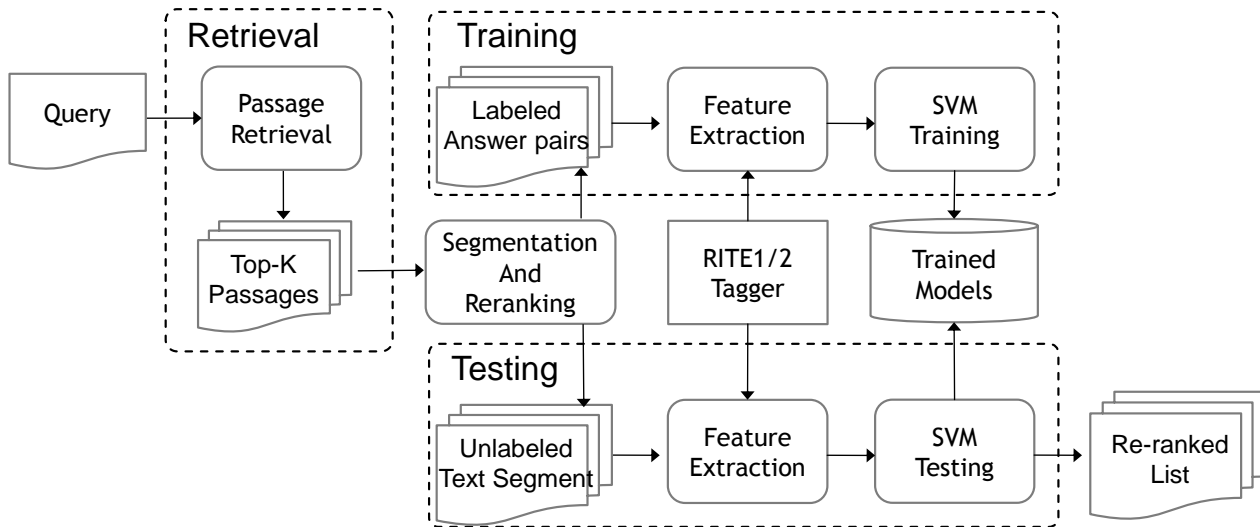 Retrieval
Training
Query
Passage
Retrieval
Labeled
Answer pairs
Feature
Extraction
SVM
Training
Top-K
Passages
Segmentation
And
Reranking
RITE1/2
Tagger
Trained
Models
Testing
Unlabeled
Text Segment
Feature
Extraction
SVM
Testing
Re-ranked
List